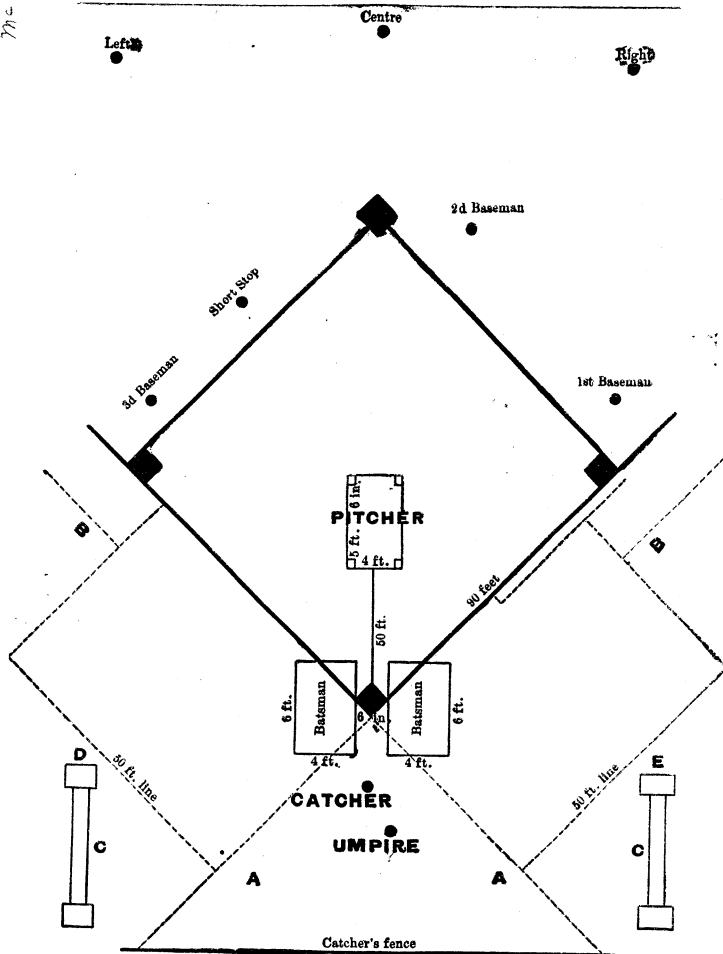 Mc
Centre
Left
Right
2d Baseman
Short Stop
3d Baseman
1st Baseman
6 in.
PITCHER
5 ft.
4 ft.
B
B
90 feet
50 ft.
6 ft.
Batsman
6 in.
Batsman
6 ft.
4 ft.
4 ft.
D
50 ft. line
50 ft. line
E
CATCHER
UMPIRE
C
C
A
A
Catcher's fence